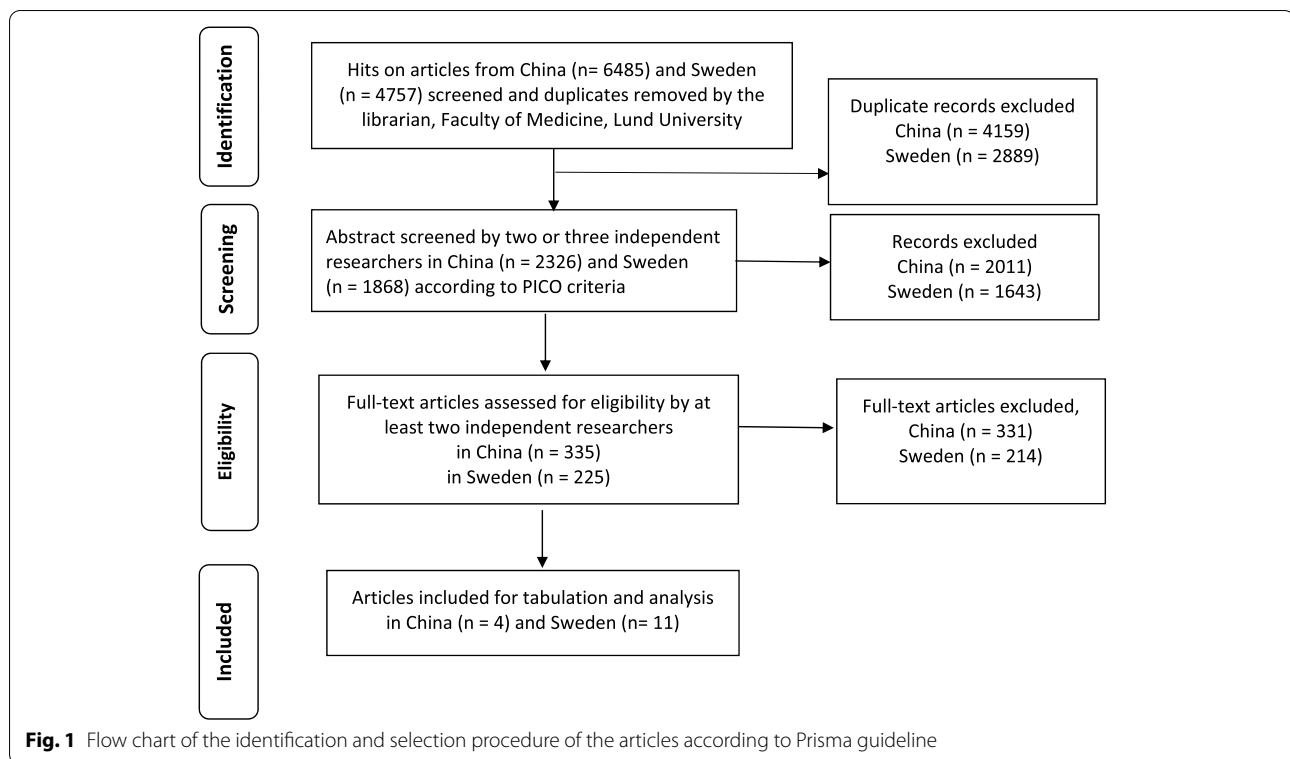 Identification
Hits on articles from China (n= 6485) and Sweden
(n = 4757) screened and duplicates removed by the
librarian, Faculty of Medicine, Lund University
Duplicate records excluded
China (n = 4159)
Sweden (n = 2889)
Screening
Abstract screened by two or three independent
researchers in China (n = 2326) and Sweden
(n = 1868) according to PICO criteria
Records excluded
China (n = 2011)
Sweden (n = 1643)
Eligibility
Full-text articles assessed for eligibility by at
least two independent researchers
in China (n = 335)
in Sweden (n = 225)
Full-text articles excluded,
China (n = 331)
Sweden (n = 214)
Included
Articles included for tabulation and analysis
in China (n = 4) and Sweden (n= 11)
Fig. 1 Flow chart of the identification and selection procedure of the articles according to Prisma guideline